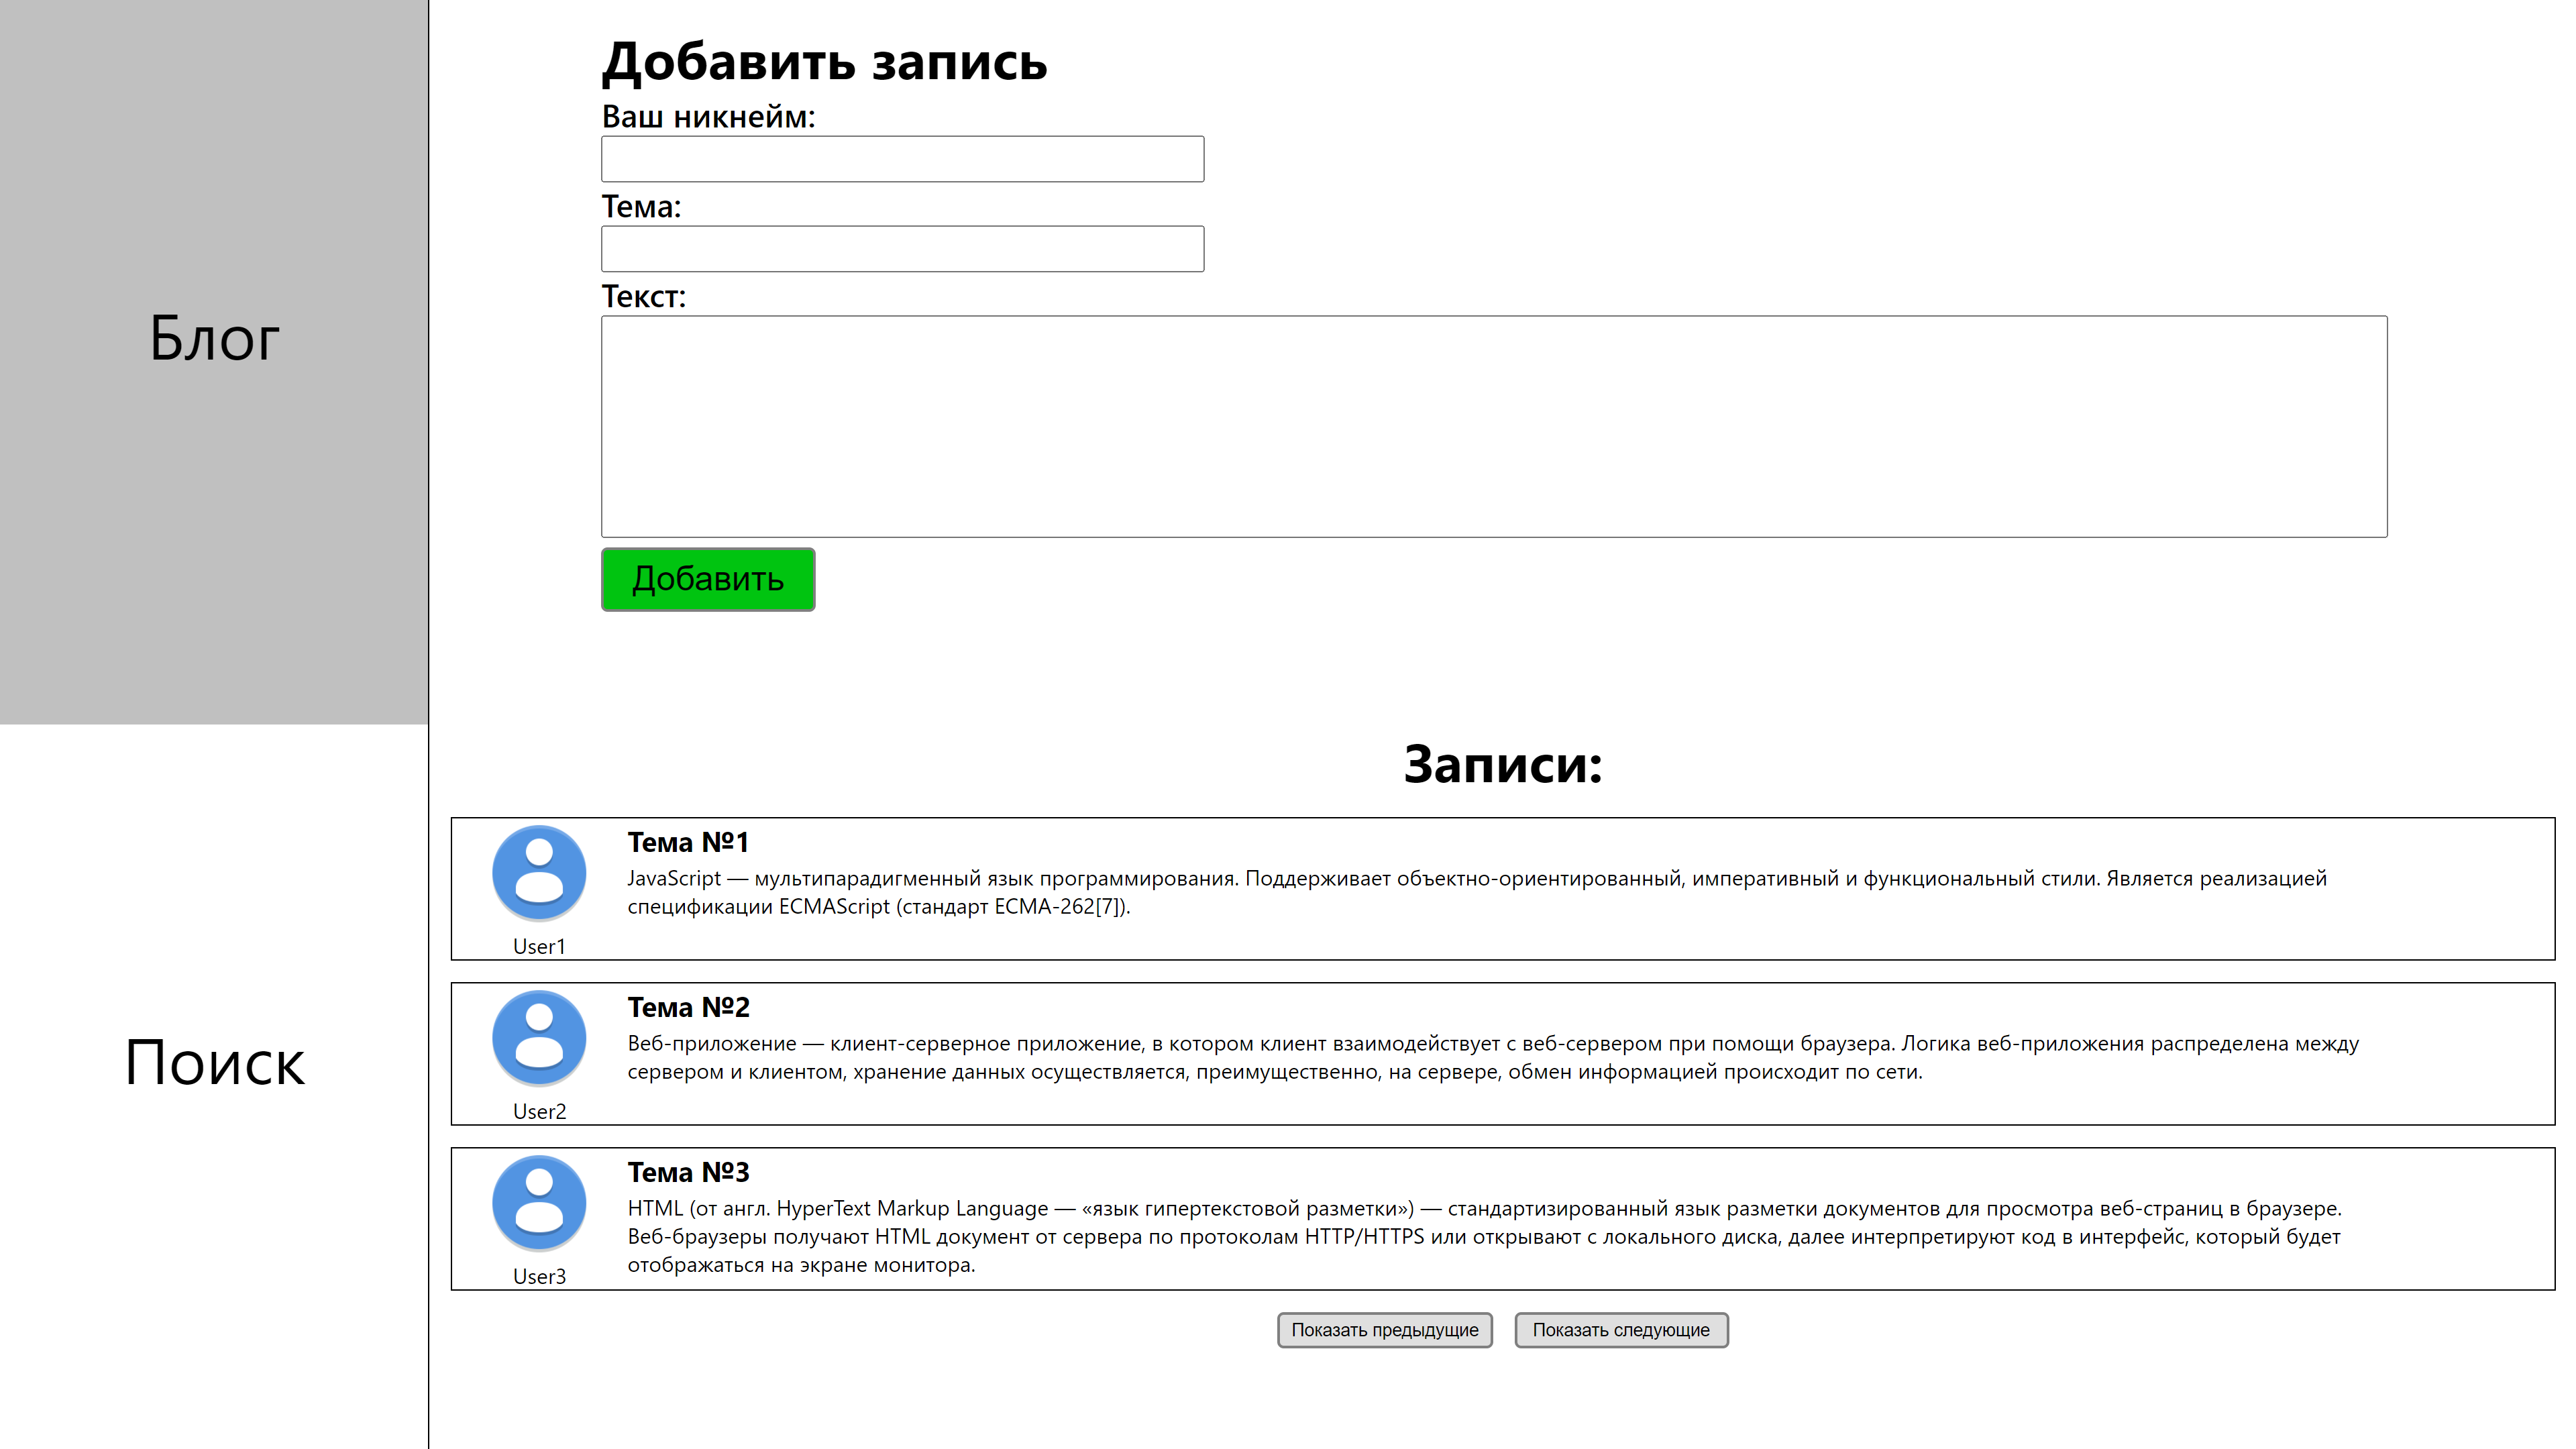 Блог
Поиск
Добавить запись
Ваш никнейм:
Тема:
Текст:
Добавить
Записи:
Тема №1
JavaScript — мультипарадигменный язык программирования. Поддерживает объектно-ориентированный, императивный и функциональный стили. Является реализацией
спецификации ECMAScript (стандарт ECMA-262[7]).
User1
Тема №2
Веб-приложение — клиент-серверное приложение, в котором клиент взаимодействует с веб-сервером при помощи браузера. Логика веб-приложения распределена между
сервером и клиентом, хранение данных осуществляется, преимущественно, на сервере, обмен информацией происходит по сети.
User2
Тема №3
HTML (от англ. HyperText Markup Language — «язык гипертекстовой разметки») — стандартизированный язык разметки документов для просмотра веб-страниц в браузере.
Веб-браузеры получают HTML документ от сервера по протоколам HTTP/HTTPS или открывают с локального диска, далее интерпретируют код в интерфейс, который будет
отображаться на экране монитора.
User3
Показать предыдущие
Показать следующие